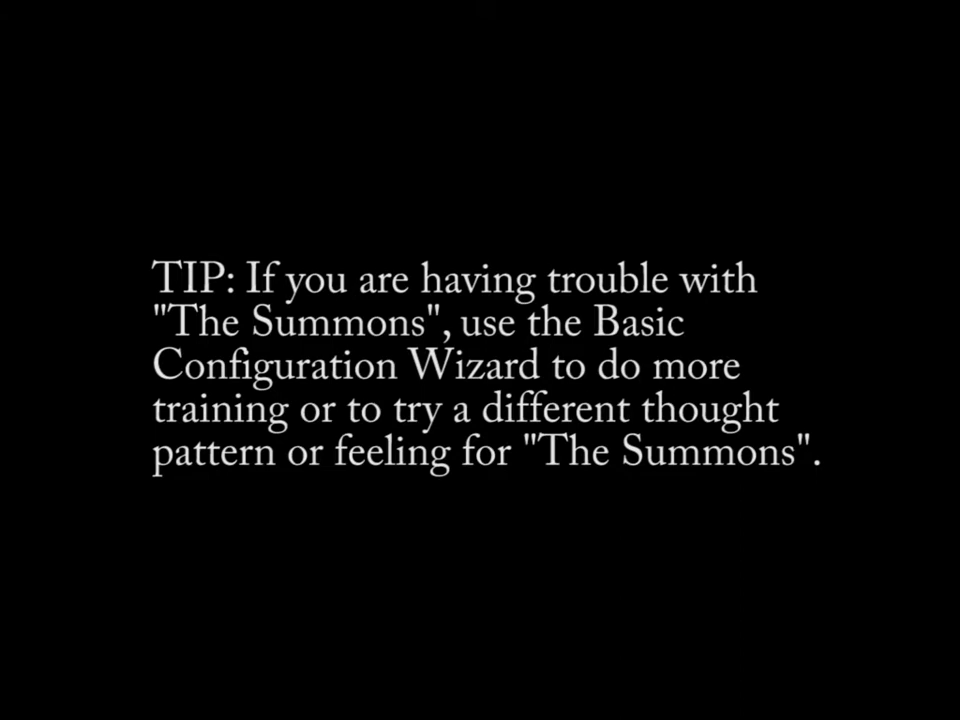 TIP: If you are having trouble with
"The Summons", use the Basic
Configuration Wizard to do more
training or to try a different thought
pattern or feeling for "The Summons".